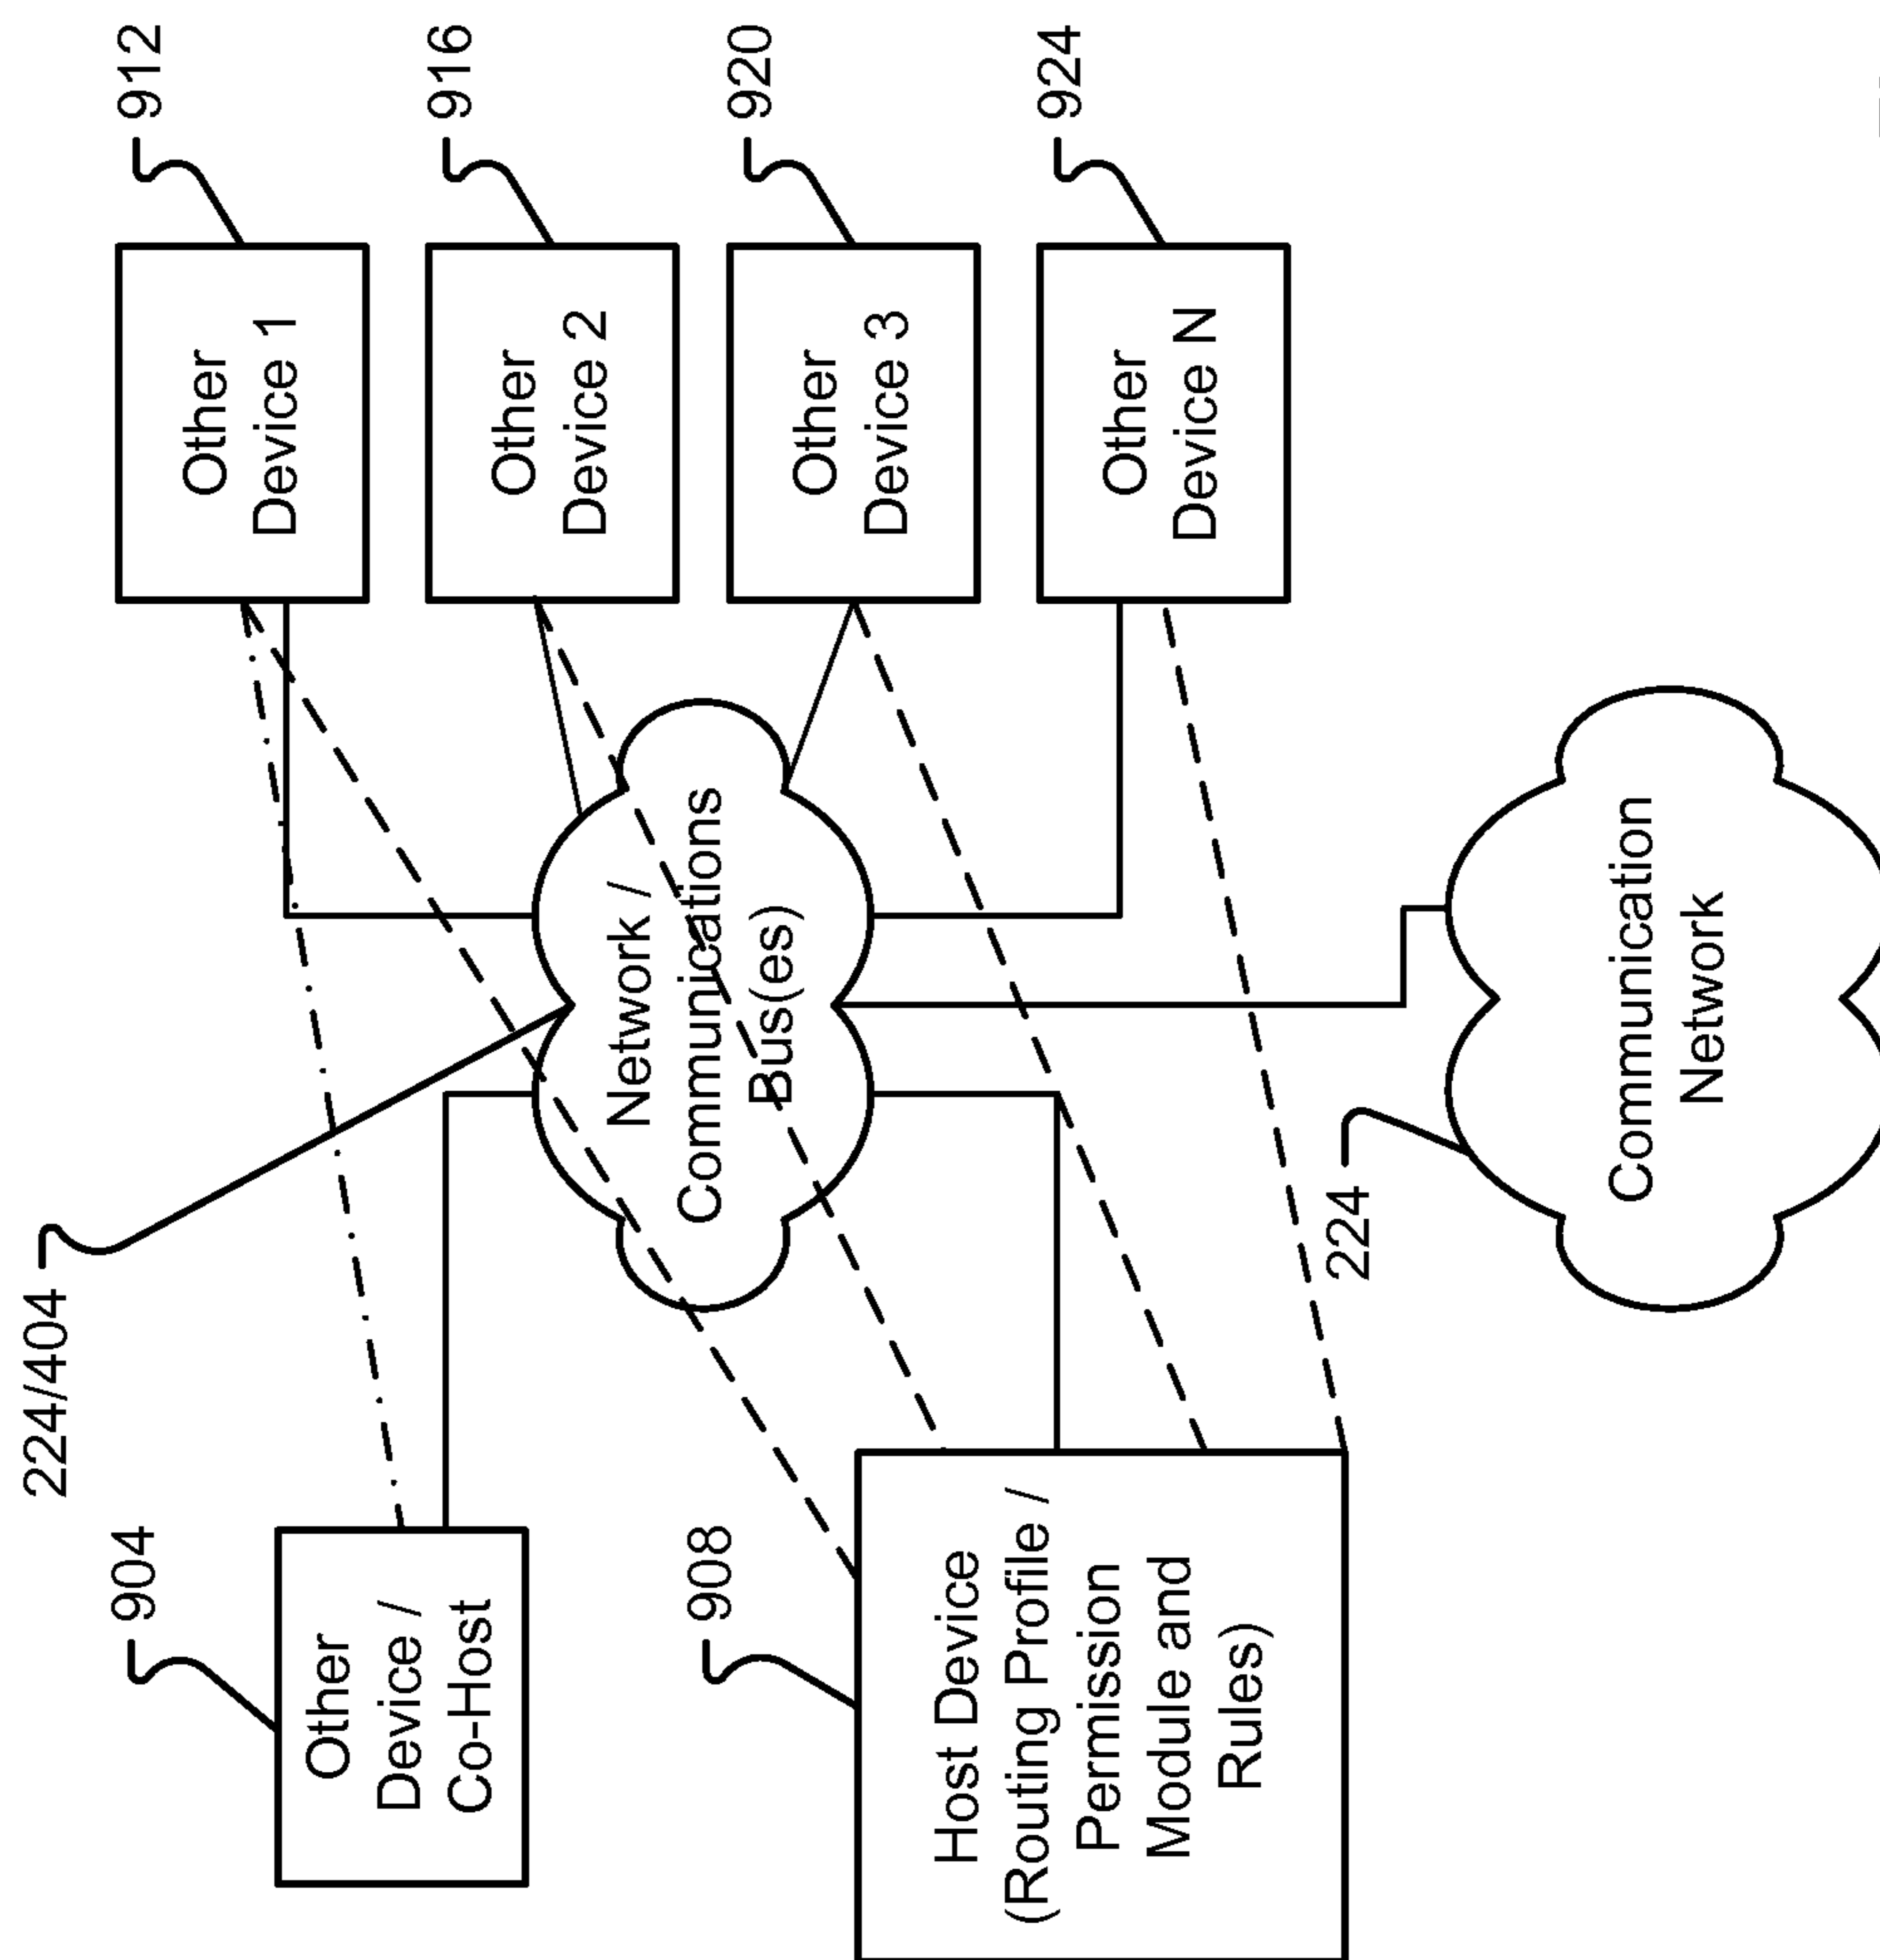 224/404
904
Other
Device /
Co-Host
908
Host Device
(Routing Profile /
Permission
Module and
Rules)
Network /
Communications
Bus(es)
912
Other
Device 1
916
Other
Device 2
920
Other
Device 3
924
Other
Device N
224
Communication
Network